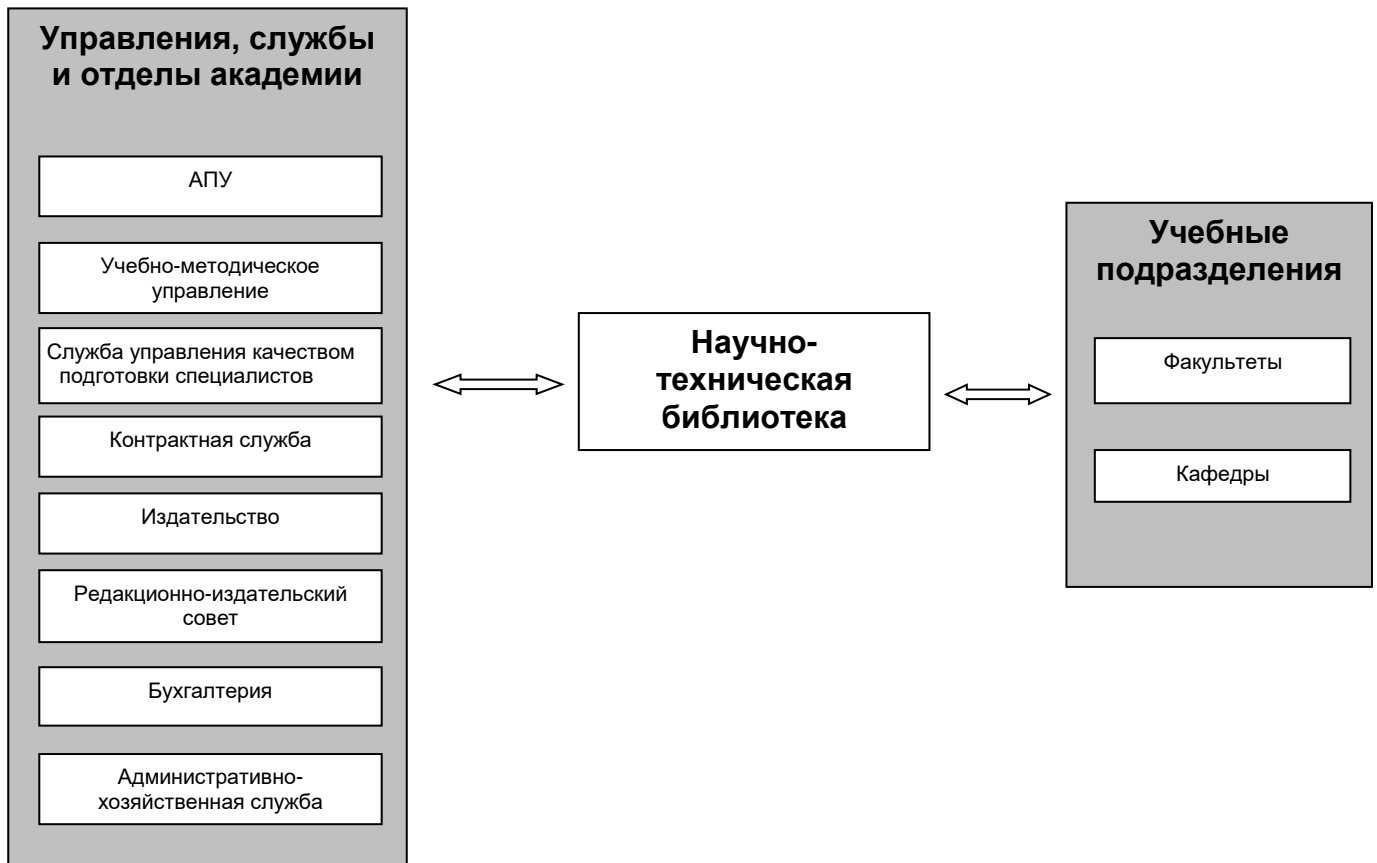 Управления, службы
и отделы академии
АПУ
Учебно-методическое
управление
Служба управления качеством
подготовки специалистов
Контрактная служба
Издательство
Редакционно-издательский
совет
Бухгалтерия
Административно-
хозяйственная служба
Научно-
техническая
библиотека
Учебные
подразделения
Факультеты
Кафедры